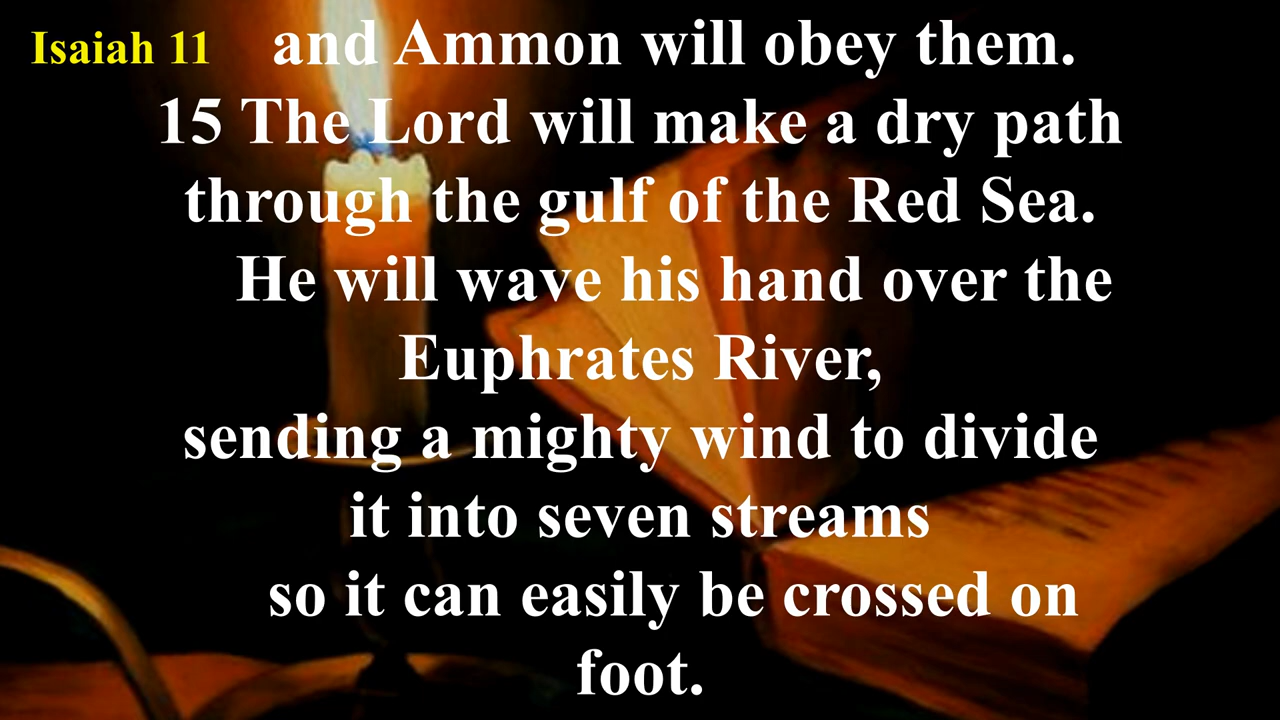 Isaiah 11
and Ammon will obey them.
15 The Lord will make a dry path
through the gulf of the Red Sea.
He will wave his hand over the
Euphrates River,
sending a mighty wind to divide
it into seven streams
so it can easily be crossed on
foot.